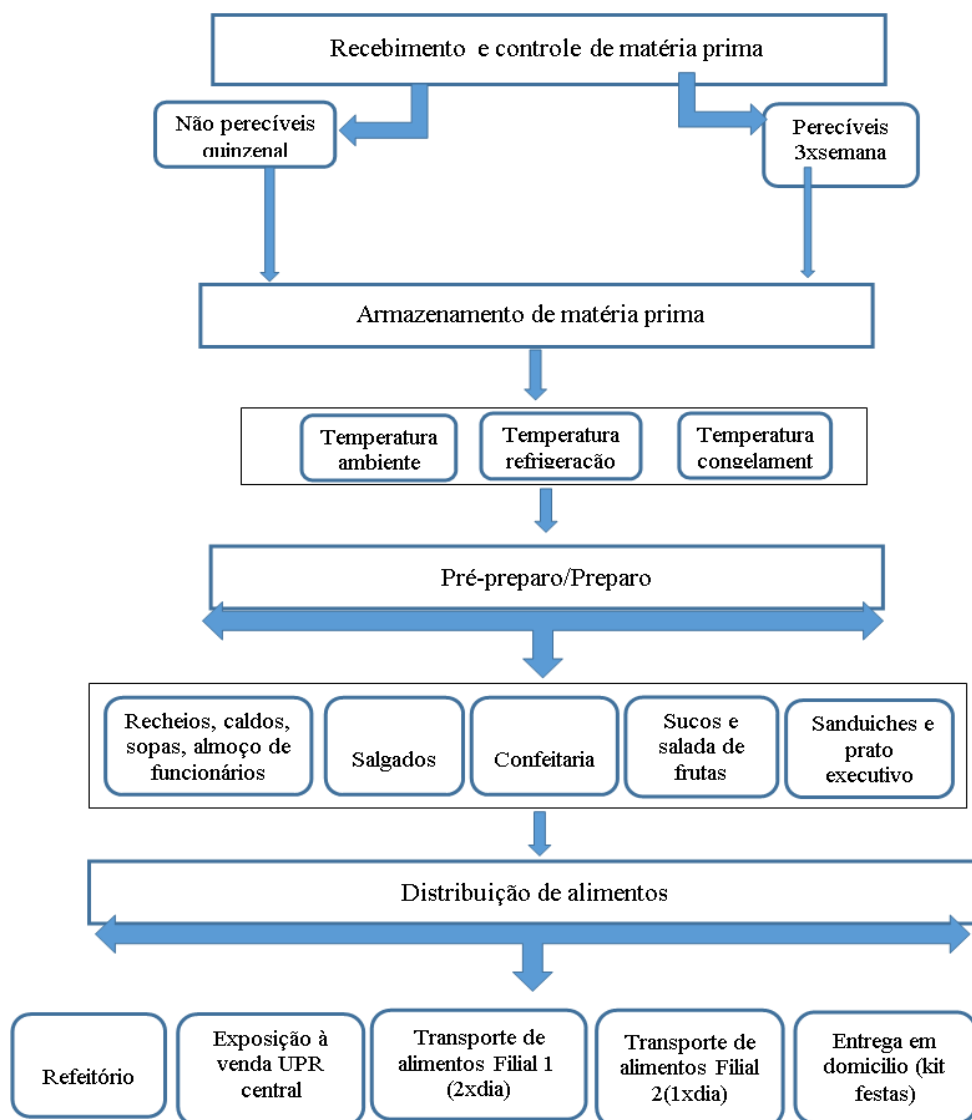 Recebimento e controle de matéria prima
Não perecíveis
quinzenal
Perecíveis
3xsemana
Armazenamento de matéria prima
Temperatura
ambiente
Temperatura
refrigeração
Temperatura
congelament
Pré-preparo/Preparo
Recheios, caldos,
sopas, almoço de
funcionários
Salgados
Confeitaria
Sucos e
salada de
frutas
Sanduiches e
prato
executivo
Distribuição de alimentos
Refeitório
Exposição à
venda UPR
central
Transporte de
alimentos Filial 1
(2xdia)
Transporte de
alimentos Filial
2(1xdia)
Entrega em
domicilio (kit
festas)